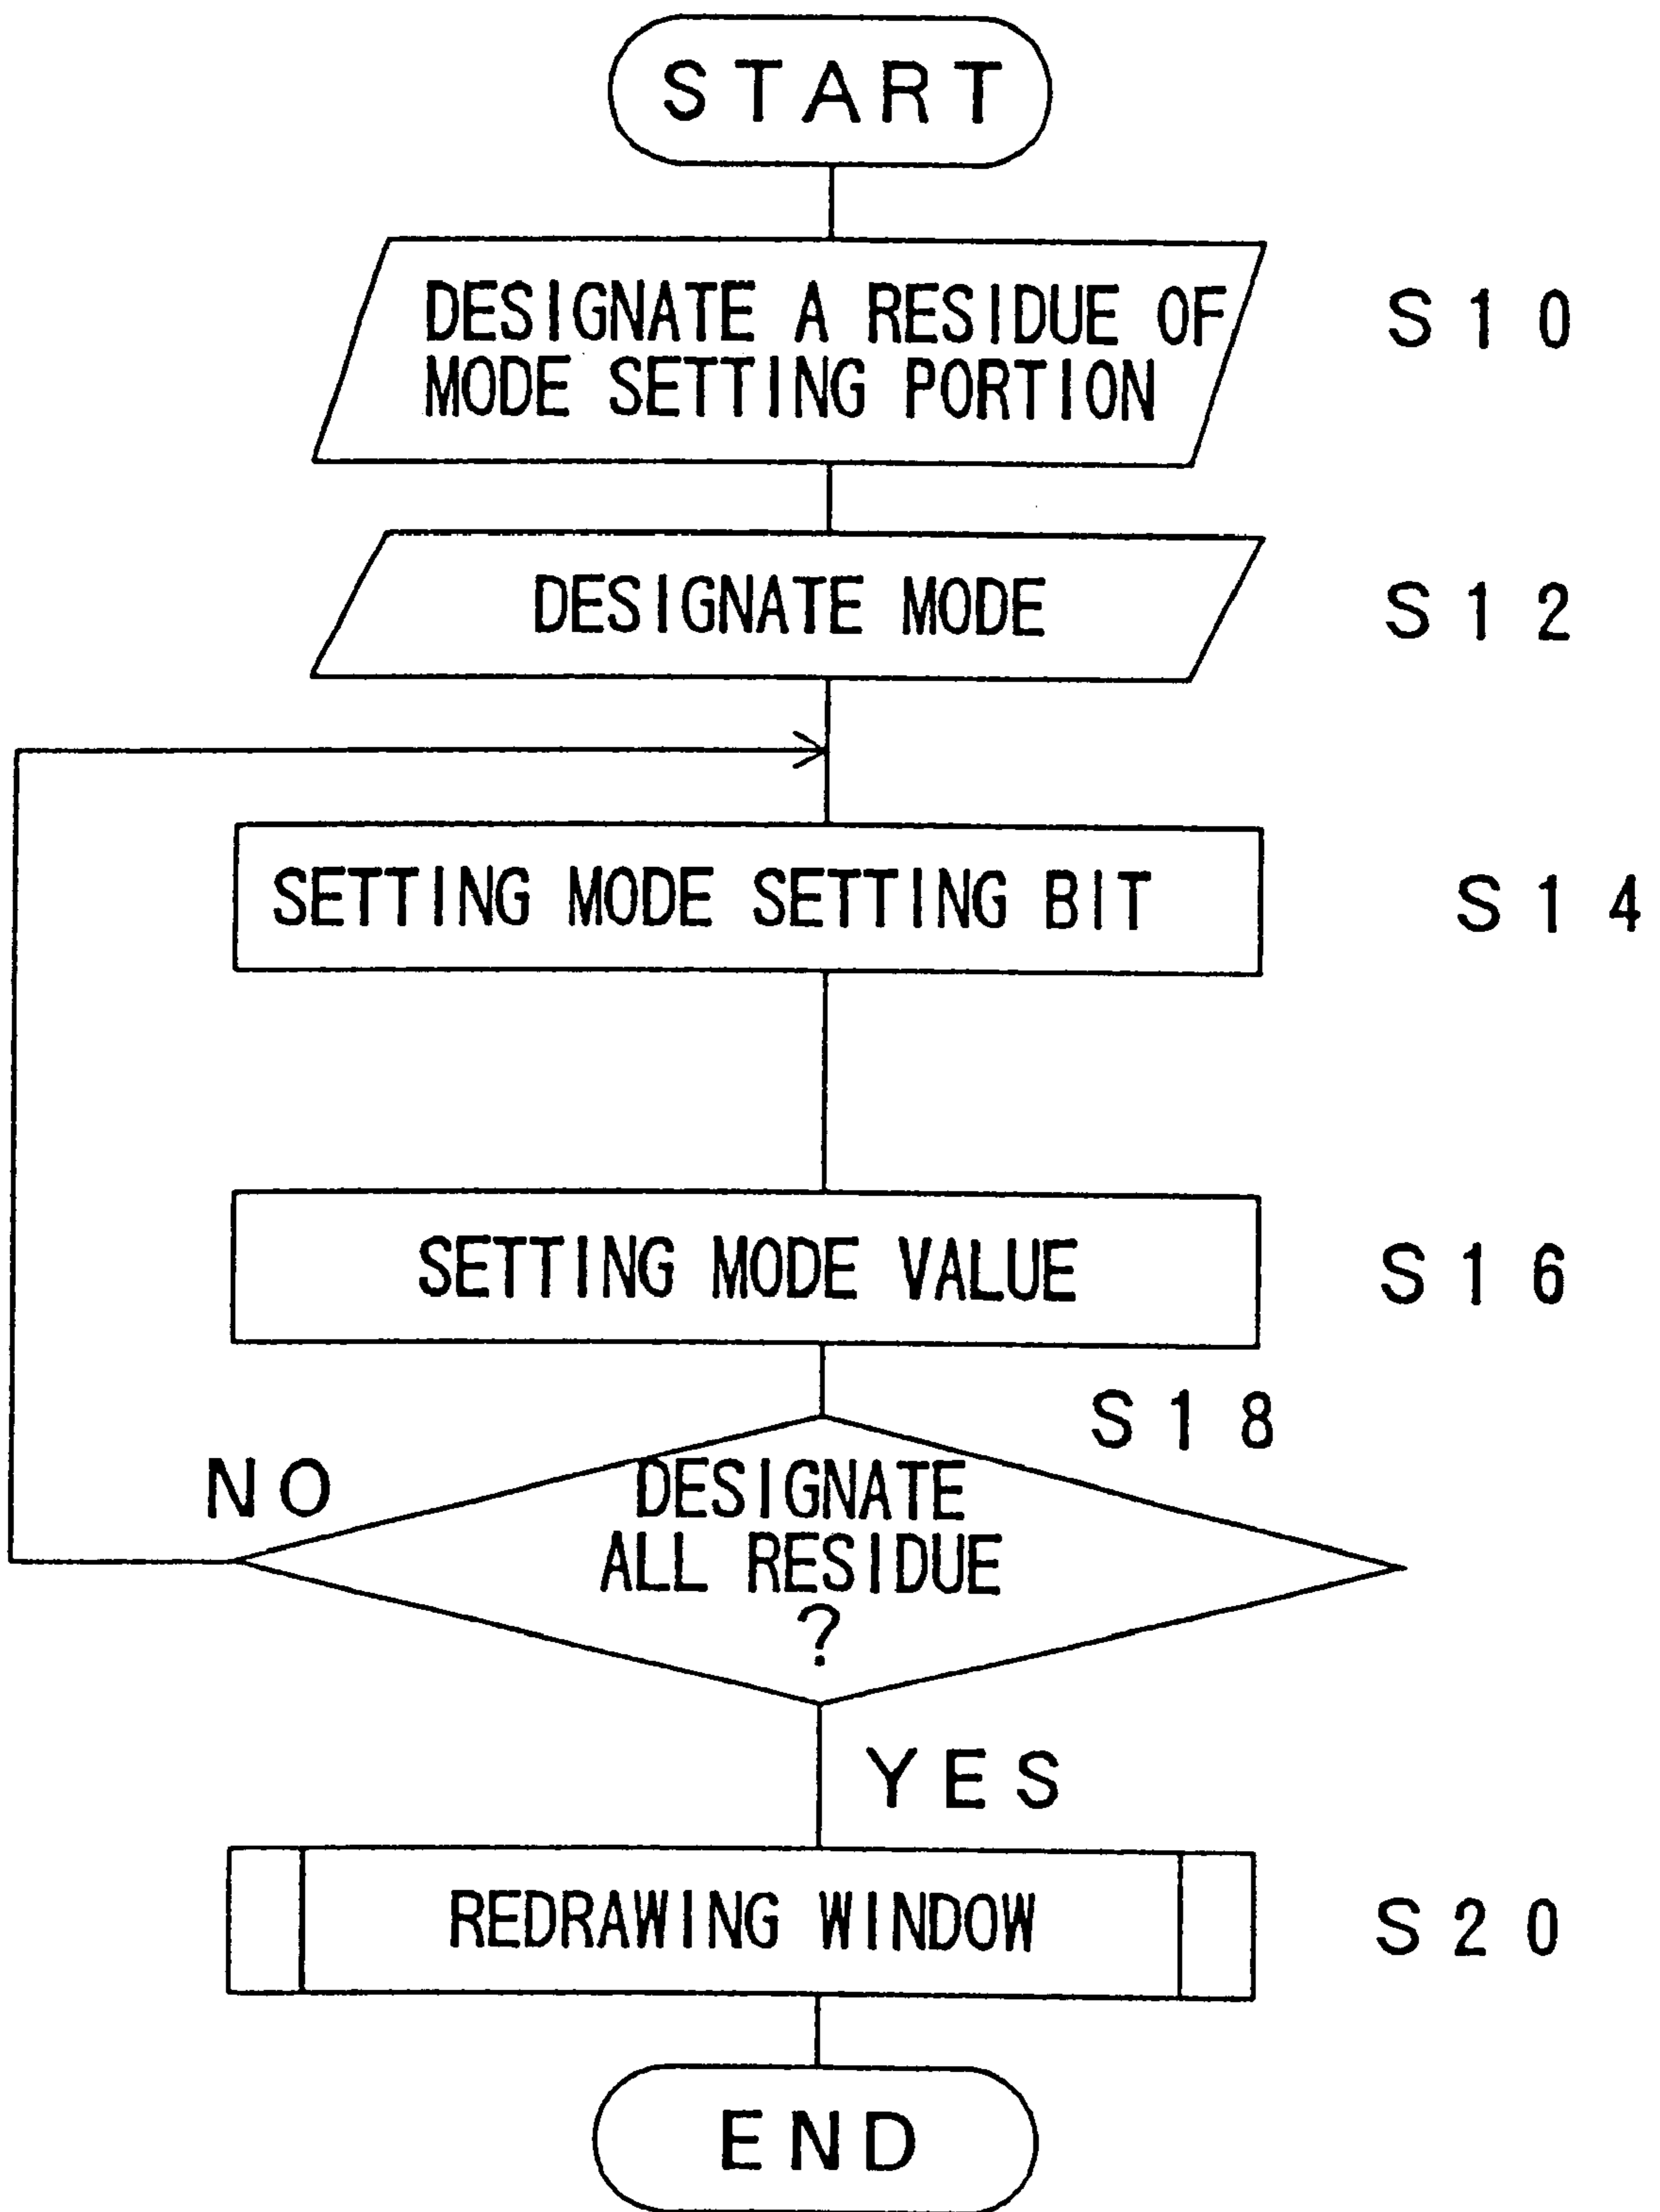 START
DESIGNATE A RESIDUE OF
MODE SETTING PORTION
S10
DESIGNATE MODE
S12
SETTING MODE SETTING BIT
S14
SETTING MODE VALUE
S16
S18
NO
DESIGNATE
ALL RESIDUE
?
YES
REDRAWING WINDOW
S20
END